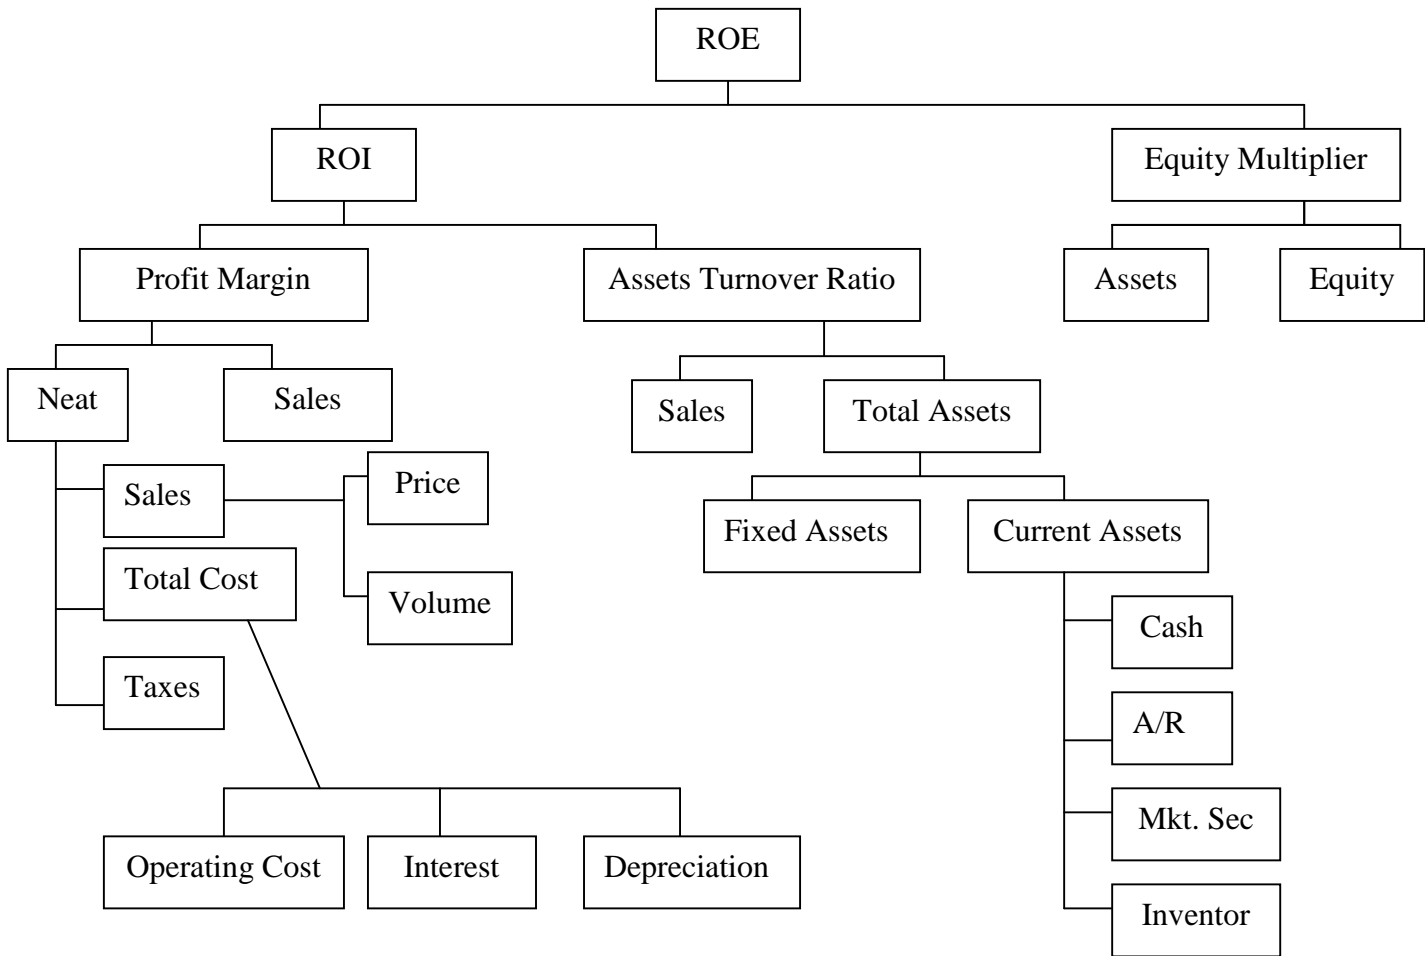 ROE
ROI
Equity Multiplier
Profit Margin
Assets Turnover Ratio
Assets
Equity
Neat
Sales
Sales
Total Assets
Sales
Price
Fixed Assets
Current Assets
Total Cost
Volume
Cash
Taxes
A/R
Mkt. Sec
Operating Cost
Interest
Depreciation
Inventor